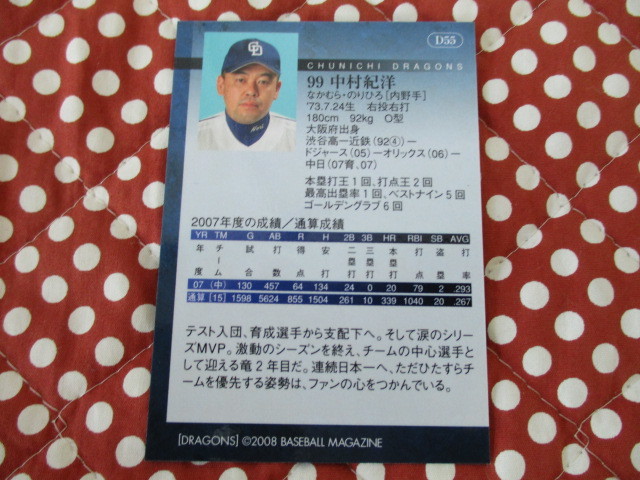 D55
CD
CHUNICHI DRAGONS
99 中村紀洋
なかむら・のりひろ[内野手]
'73.7.24生 右投右打
180cm 92kg O型
大阪府出身
渋谷高―近鉄(92④)―
ドジャース(05)―オリックス(06)―
中日(07育、07)
本塁打王1回、打点王2回
最高出塁率1回、ベストナイン5回
ゴールデングラブ6回
2007年度の成績/通算成績
YR TM G AB R H 2B 3B HR RBI SB AVG
年度 チーム 試合 打数 得点 安打 二塁打 三塁打 本塁打 打点 盗塁 打率
07 (中) 130 457 64 134 24 0 20 79 2 .293
通算 [15] 1598 5624 855 1504 261 10 339 1040 20 .267
テスト入団、育成選手から支配下へ。そして涙のシリー
ズMVP。激動のシーズンを終え、チームの中心選手と
して迎える竜2年目だ。連続日本一へ、ただひたすらチ
ームを優先する姿勢は、ファンの心をつかんでいる。
[DRAGONS] ©2008 BASEBALL MAGAZINE